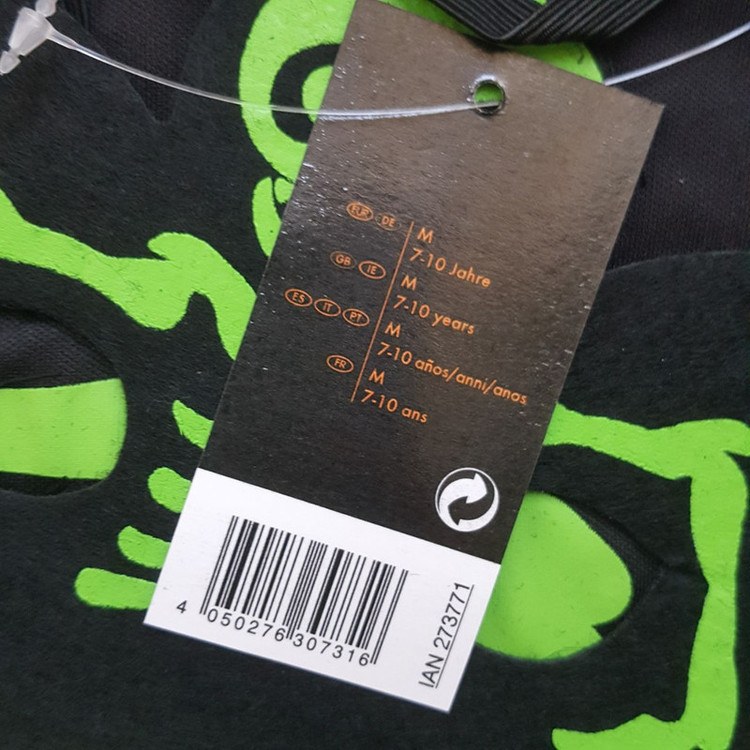 EUR DE
M
7-10 Jahre
GB IE
M
7-10 years
ES IT PT
M
7-10 años/anni/anos
FR
M
7-10 ans
4 050276 307316
IAN 273771